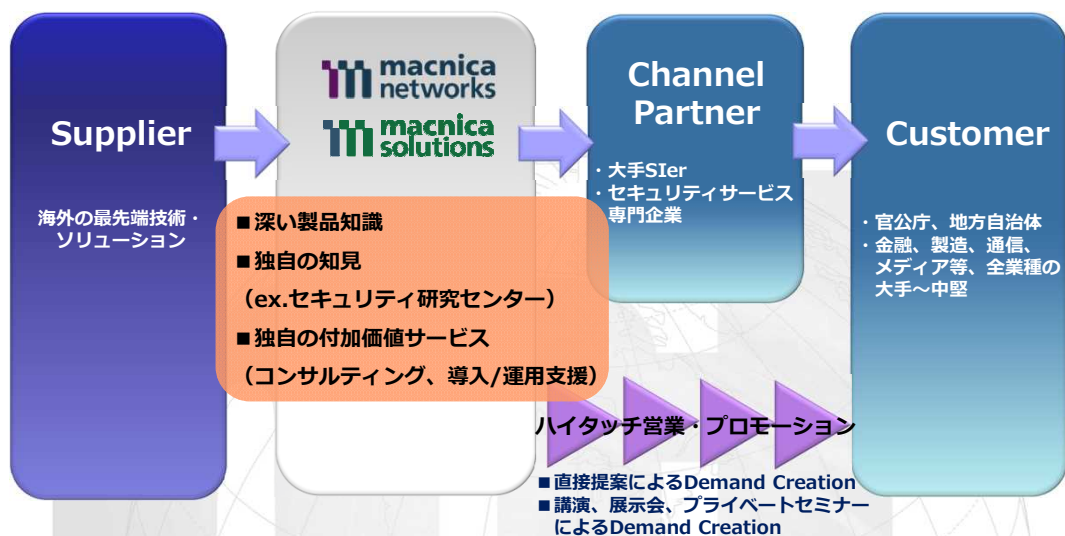 Supplier
海外の最先端技術・
ソリューション
macnica
networks
macnica
solutions
■深い製品知識
■独自の知見
（ex.セキュリティ研究センター）
■独自の付加価値サービス
（コンサルティング、導入/運用支援）
Channel
Partner
・大手SIer
・セキュリティサービス
専門企業
ハイタッチ営業・プロモーション
■直接提案によるDemand Creation
■講演、展示会、プライベートセミナー
によるDemand Creation
Customer
・官公庁、地方自治体
・金融、製造、通信、
メディア等、全業種の
大手～中堅